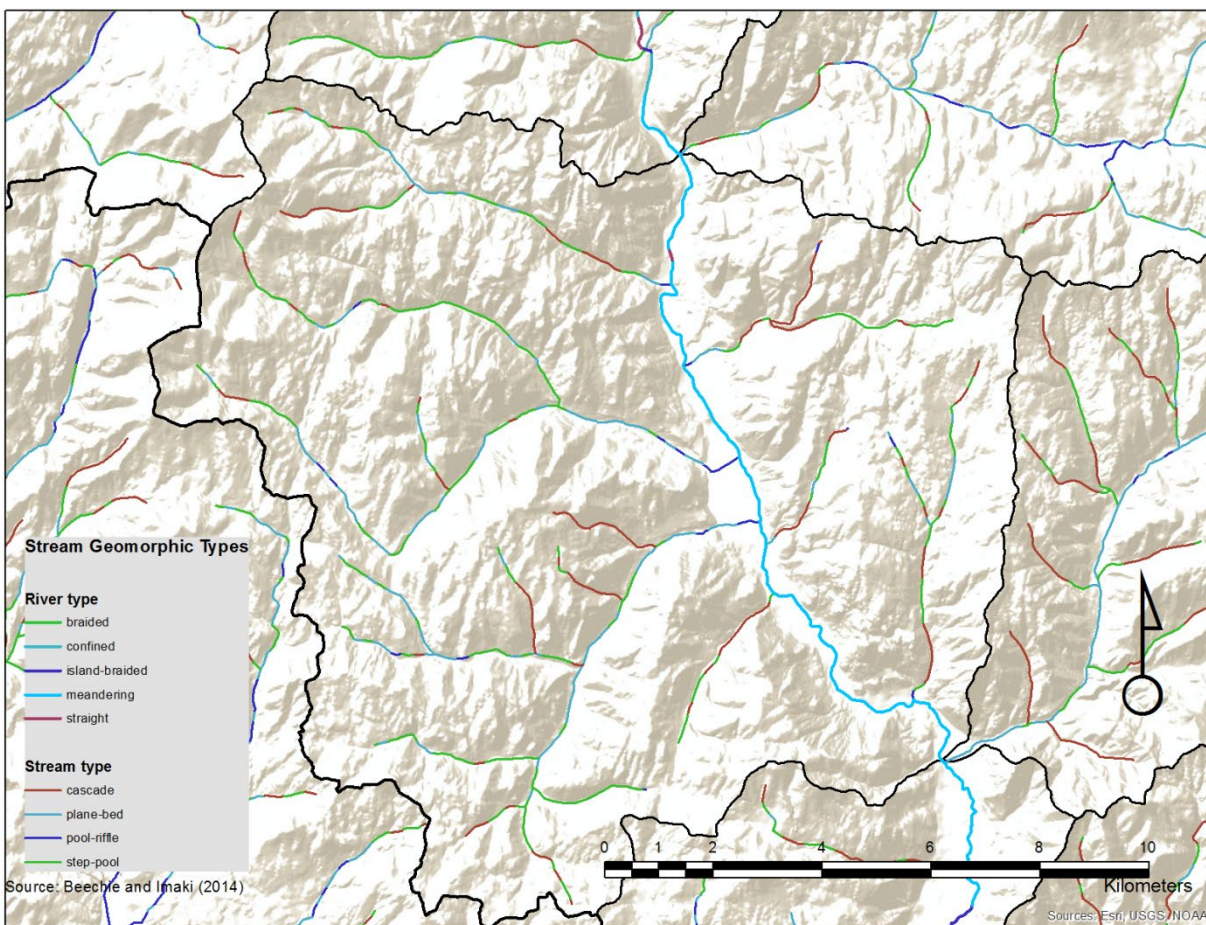 Stream Geomorphic Types
River type
braided
confined
island-braided
meandering
straight
Stream type
cascade
plane-bed
pool-riffle
step-pool
Source: Beechie and Imaki (2014)
0 1 2 4 6 8 10
Kilometers
Sources: Esri, USGS, NOAA